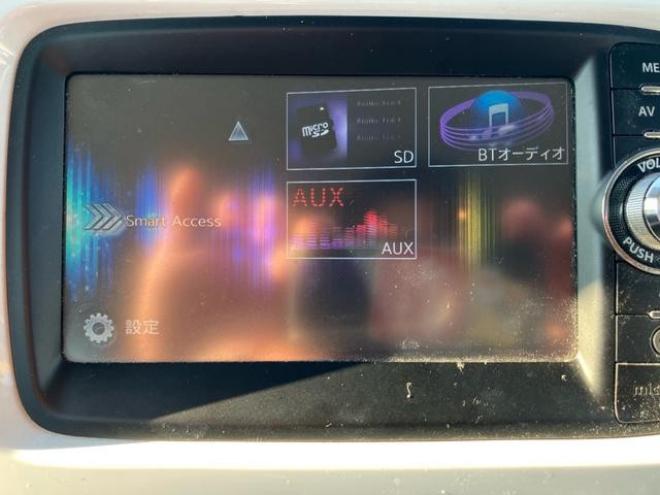 micro
SD
SD
BTオーディオ
AUX
AUX
Smart Access
設定
AV
VOL
PUSH